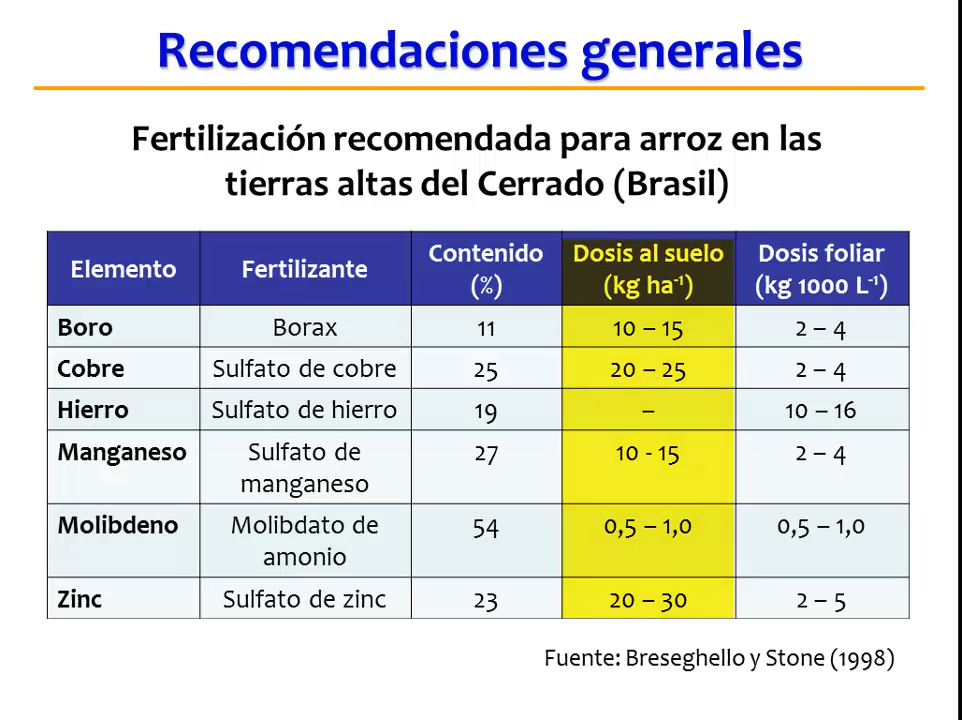 Recomendaciones generales
Fertilización recomendada para arroz en las
tierras altas del Cerrado (Brasil)
Elemento Fertilizante Contenido (%) Dosis al suelo (kg ha⁻¹) Dosis foliar (kg 1000 L⁻¹)
Boro Borax 11 10 – 15 2 – 4
Cobre Sulfato de cobre 25 20 – 25 2 – 4
Hierro Sulfato de hierro 19 – 10 – 16
Manganeso Sulfato de manganeso 27 10 - 15 2 – 4
Molibdeno Molibdato de amonio 54 0,5 – 1,0 0,5 – 1,0
Zinc Sulfato de zinc 23 20 – 30 2 – 5
Fuente: Breseghello y Stone (1998)